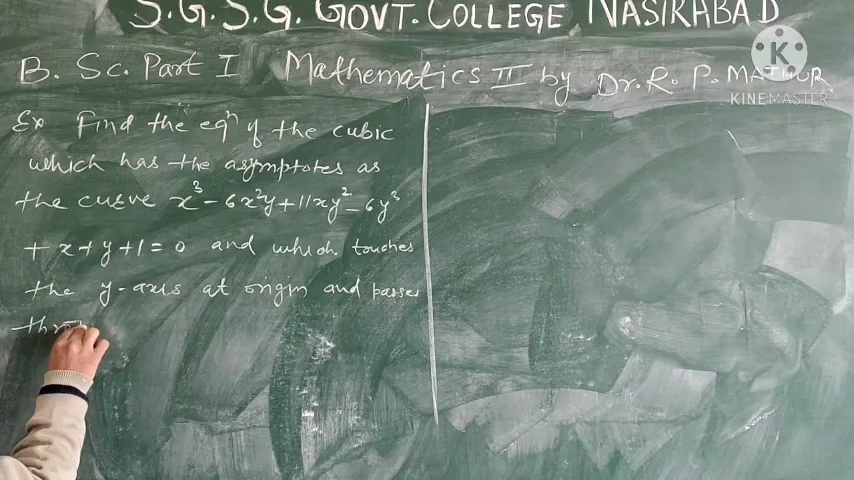 S.G.S.G. GOVT. COLLEGE, NASIRABAD
B. Sc. Part I Mathematics II by Dr. R. P. MATHUR
K
KINEMASTER
Ex Find the eqn of the cubic
which has the asymptotes as
the curve x³ - 6x²y + 11xy² - 6y³
+ x + y + 1 = 0 and which touches
the y-axis at origin and passes
thro